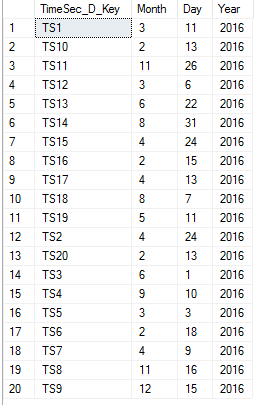 TimeSec_D_Key Month Day Year
1 TS1 3 11 2016
2 TS10 2 13 2016
3 TS11 11 26 2016
4 TS12 3 6 2016
5 TS13 6 22 2016
6 TS14 8 31 2016
7 TS15 4 24 2016
8 TS16 2 15 2016
9 TS17 4 13 2016
10 TS18 8 7 2016
11 TS19 5 11 2016
12 TS2 4 24 2016
13 TS20 2 13 2016
14 TS3 6 1 2016
15 TS4 9 10 2016
16 TS5 3 3 2016
17 TS6 2 18 2016
18 TS7 4 9 2016
19 TS8 11 16 2016
20 TS9 12 15 2016